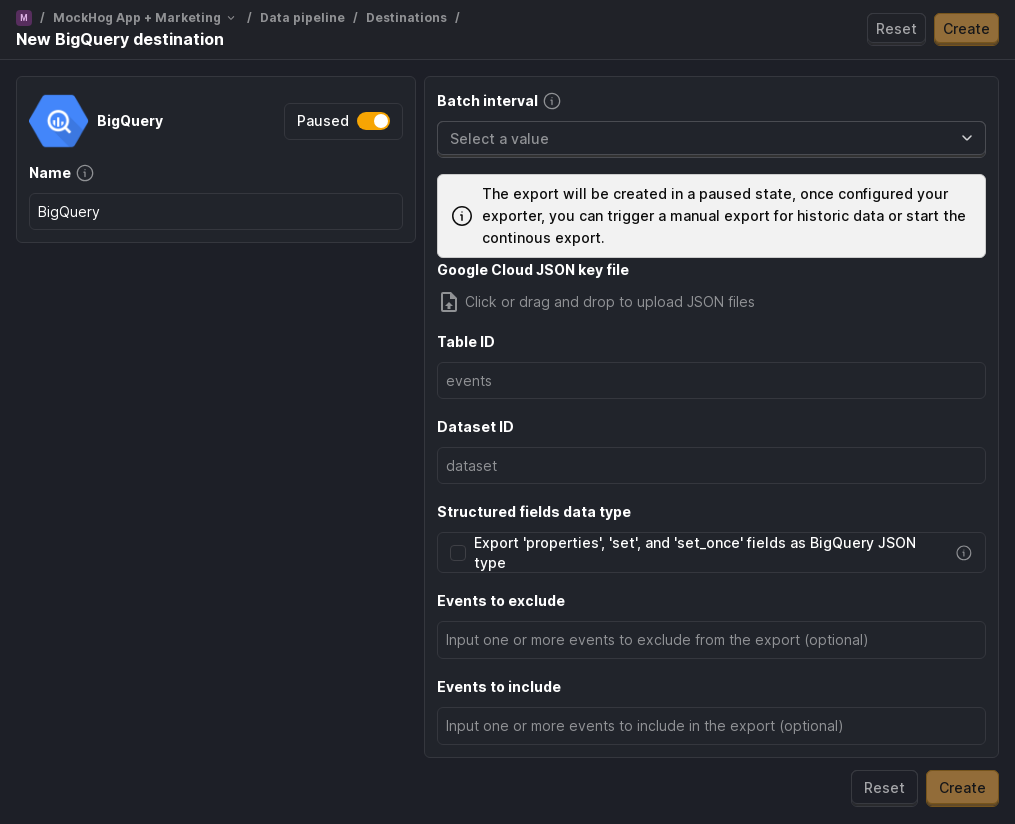 M / MockHog App + Marketing / Data pipeline / Destinations /
New BigQuery destination
Reset Create
BigQuery
Paused
Name
BigQuery
Batch interval
Select a value
The export will be created in a paused state, once configured your
exporter, you can trigger a manual export for historic data or start the
continous export.
Google Cloud JSON key file
Click or drag and drop to upload JSON files
Table ID
events
Dataset ID
dataset
Structured fields data type
Export 'properties', 'set', and 'set_once' fields as BigQuery JSON
type
Events to exclude
Input one or more events to exclude from the export (optional)
Events to include
Input one or more events to include in the export (optional)
Reset Create